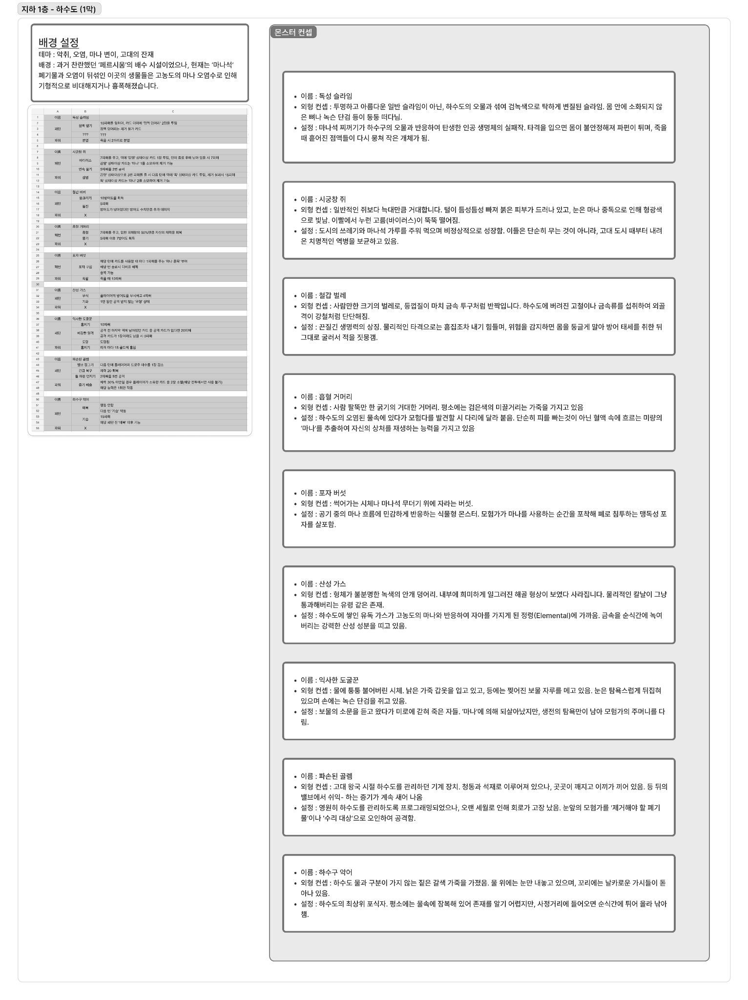 지하 1층 - 하수도 (1막)
배경 설정
테마 : 악취, 오염, 마나 변이, 고대의 잔재
배경 : 과거 찬란했던 ‘페르시움’의 배수 시설이었으나, 현재는 ‘마나석’
폐기물과 오염이 뒤섞인 이곳의 생물들은 고농도의 마나 오염수로 인해
기형적으로 비대해지거나 흉폭해졌습니다.
A B C
1 이름 독성 슬라임
2 패턴 점액 뱉기 10피해를 입히며, 카드 더미에 '점액 덩어리' 2장을 투입
3 점액 덩어리는 제거 불가 카드
4 ??? ???
5 파워 분열 죽을 시 2마리로 분열
6
7 이름 시궁창 쥐
8 패턴 바이러스 7피해를 주고, 덱에 '감염' 상태이상 카드 1장 투입, 턴이 종료 후에 남아 있을 시 7피해
9 감염' 상태이상 카드는 '마나' 1를 소모하여 제거 가능
10 연속 물기 5피해를 2번 공격
11 파워 감염 감염' 상태이상으로 3번 피해를 줄 시 다음 턴에 덱에 '독' 상태이상 카드 투입, 제거 실패시 15피해
12 독' 상태이상 카드는 '마나' 2를 소모하여 제거 가능
13
14 이름 철갑 바퀴
15 패턴 웅크리기 10방어도를 획득
16 돌진 5피해
17 방어도가 남아있다면 방어도 수치만큼 추가 데미지
18 파워 X
19
20 이름 흡혈 거머리
21 패턴 흡혈 7피해를 주고, 입힌 피해량의 50%만큼 자신의 체력을 회복
22 물기 5피해 이후 7방어도 획득
23 파워 X
24
25 이름 포자 버섯
26 패턴 포자 구름 해당 턴에 카드를 사용할 때 마다 1피해를 주는 '마나 중독' 부여
27 해당 턴 종료시 디버프 해제
28 중복 가능
29 파워 폭발 죽을 때 10피해
30
31 이름 산성 가스
32 패턴 부식 플레이어의 방어도를 무시하고 4피해
33 기화 1턴 동안 공격 받지 않는 '무형' 상태
34 파워 X
35
36 이름 익사한 도굴꾼
37 패턴 훔치기 10피해
38 비겁한 일격 공격 전 마지막 덱에 남아있던 카드 중 공격 카드가 없다면 20피해
39 공격 카드가 1장이라도 남을 시 0피해
40 도망 도망침
41 파워 훔치기 피격 마다 15 골드씩 훔침
42
43 이름 파손된 골렘
44 패턴 밸브 잠그기 다음 턴에 플레이어의 드로우 매수를 1장 감소
45 긴급 복구 체력 20 회복
46 돌 파편 던지기 2피해를 5번 공격
47 파워 증기 배출 체력 30% 미만일 경우 플레이어가 소유한 카드 중 2장 소멸(해당 전투에서만 사용 불가)
48 해당 능력은 1회만 작동
49
50 이름 하수구 악어
51 패턴 매복 행동 안함
52 다음 턴 '기습' 작동
53 기습 15피해
54 해당 패턴 전 '매복' 이후 가능
55 파워 X
몬스터 컨셉
• 이름 : 독성 슬라임
• 외형 컨셉 : 투명하고 아름다운 일반 슬라임이 아닌, 하수도의 오물과 섞여 검녹색으로 탁하게 변질된 슬라임. 몸 안에 소화되지 않
은 뼈나 녹슨 단검 등이 둥둥 떠다님.
• 설정 : 마나석 찌꺼기가 하수구의 오물과 반응하여 탄생한 인공 생명체의 실패작. 타격을 입으면 몸이 불안정해져 파편이 튀며, 죽을
때 흩어진 점액들이 다시 뭉쳐 작은 개체가 됨.
• 이름 : 시궁창 쥐
• 외형 컨셉 : 일반적인 쥐보다 늑대만큼 거대합니다. 털이 듬성듬성 빠져 붉은 피부가 드러나 있고, 눈은 마나 중독으로 인해 형광색
으로 빛남. 이빨에서 누런 고름(바이러스)이 뚝뚝 떨어짐.
• 설정 : 도시의 쓰레기와 마나석 가루를 주워 먹으며 비정상적으로 성장함. 이들은 단순히 무는 것이 아니라, 고대 도시 때부터 내려
온 치명적인 역병을 보균하고 있음.
• 이름 : 철갑 벌레
• 외형 컨셉 : 사람만한 크기의 벌레로, 등껍질이 마치 금속 투구처럼 반짝입니다. 하수도에 버려진 고철이나 금속류를 섭취하여 외골
격이 강철처럼 단단해짐.
• 설정 : 끈질긴 생명력의 상징. 물리적인 타격으로는 흠집조차 내기 힘들며, 위험을 감지하면 몸을 둥글게 말아 방어 태세를 취한 뒤
그대로 굴러서 적을 짓뭉갬.
• 이름 : 흡혈 거머리
• 외형 컨셉 : 사람 팔뚝만 한 굵기의 거대한 거머리. 평소에는 검은색의 미끌거리는 가죽을 가지고 있음
• 설정 : 하수도의 오염된 물속에 있다가 모험다를 발견할 시 다리에 달라 붙음. 단순히 피를 빠는것이 아닌 혈액 속에 흐르는 미량의
‘마나’를 추출하여 자신의 상처를 재생하는 능력을 가지고 있음
• 이름 : 포자 버섯
• 외형 컨셉 : 썩어가는 시체나 마나석 무더기 위에 자라는 버섯.
• 설정 : 공기 중의 마나 흐름에 민감하게 반응하는 식물형 몬스터. 모험가가 마나를 사용하는 순간을 포착해 폐로 침투하는 맹독성 포
자를 살포함.
• 이름 : 산성 가스
• 외형 컨셉 : 형체가 불분명한 녹색의 안개 덩어리. 내부에 희미하게 일그러진 해골 형상이 보였다 사라집니다. 물리적인 칼날이 그냥
통과해버리는 유령 같은 존재.
• 설정 : 하수도에 쌓인 유독 가스가 고농도의 마나와 반응하여 자아를 가지게 된 정령(Elemental)에 가까움. 금속을 순식간에 녹여
버리는 강력한 산성 성분을 띠고 있음.
• 이름 : 익사한 도굴꾼
• 외형 컨셉 : 물에 퉁퉁 불어버린 시체. 낡은 가죽 갑옷을 입고 있고, 등에는 찢어진 보물 자루를 메고 있음. 눈은 탐욕스럽게 뒤집혀
있으며 손에는 녹슨 단검을 쥐고 있음.
• 설정 : 보물의 소문을 듣고 왔다가 미로에 갇혀 죽은 자들. ‘마나’에 의해 되살아났지만, 생전의 탐욕만이 남아 모험가의 주머니를 다
림.
• 이름 : 파손된 골렘
• 외형 컨셉 : 고대 왕국 시절 하수도를 관리하던 기계 장치. 청동과 석재로 이루어져 있으나, 곳곳이 깨지고 이끼가 끼어 있음. 등 뒤의
밸브에서 쉬익- 하는 증기가 계속 새어 나옴
• 설정 : 영원히 하수도를 관리하도록 프로그래밍되었으나, 오랜 세월로 인해 회로가 고장 났음. 눈앞의 모험가를 '제거해야 할 폐기
물'이나 '수리 대상'으로 오인하여 공격함.
• 이름 : 하수구 악어
• 외형 컨셉 : 하수도 물과 구분이 가지 않는 짙은 갈색 가죽을 가졌음. 물 위에는 눈만 내놓고 있으며, 꼬리에는 날카로운 가시들이 돋
아나 있음.
• 설정 : 하수도의 최상위 포식자. 평소에는 물속에 잠복해 있어 존재를 알기 어렵지만, 사정거리에 들어오면 순식간에 튀어 올라 낚아
챔.